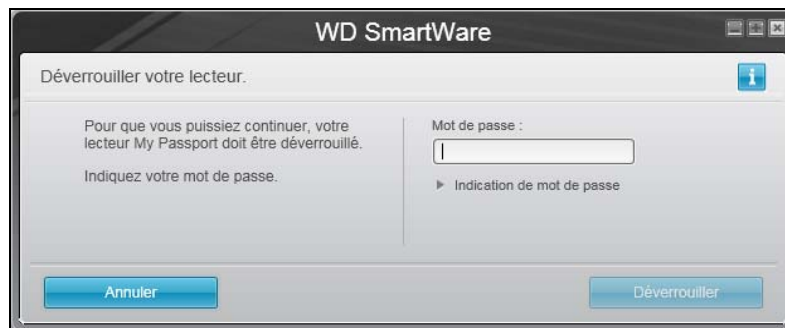 WD SmartWare
Déverrouiller votre lecteur.
Pour que vous puissiez continuer, votre
lecteur My Passport doit être déverrouillé.
Indiquez votre mot de passe.
Mot de passe :
Indication de mot de passe
Annuler
Déverrouiller